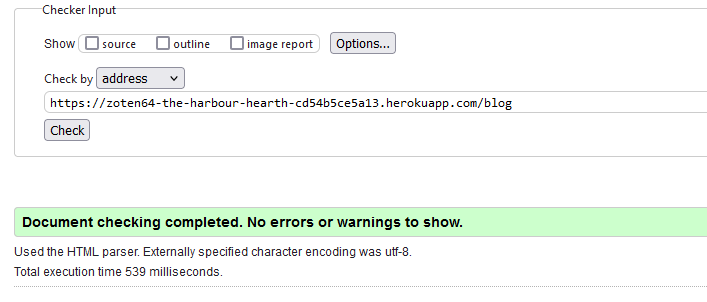 Checker Input
Show source outline image report Options...
Check by address
https://zoten64-the-harbour-hearth-cd54b5ce5a13.herokuapp.com/blog
Check
Document checking completed. No errors or warnings to show.
Used the HTML parser. Externally specified character encoding was utf-8.
Total execution time 539 milliseconds.